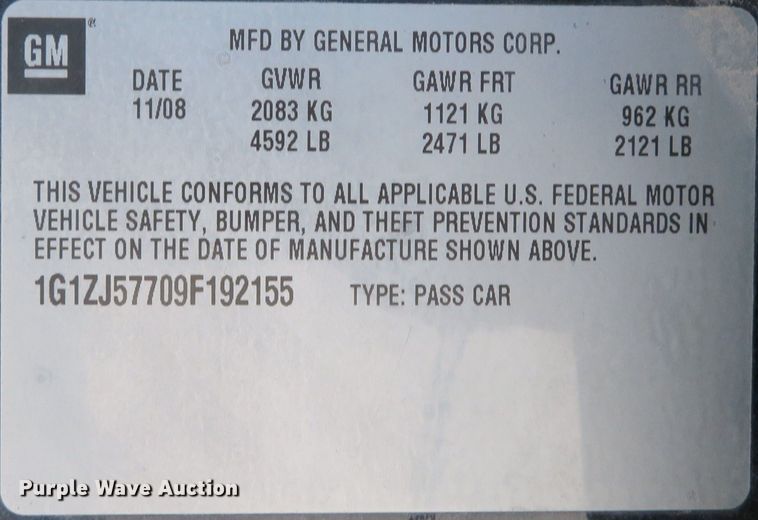 GM ®
MFD BY GENERAL MOTORS CORP.
DATE GVWR GAWR FRT GAWR RR
11/08 2083 KG 1121 KG 962 KG
4592 LB 2471 LB 2121 LB
THIS VEHICLE CONFORMS TO ALL APPLICABLE U.S. FEDERAL MOTOR
VEHICLE SAFETY, BUMPER, AND THEFT PREVENTION STANDARDS IN
EFFECT ON THE DATE OF MANUFACTURE SHOWN ABOVE.
1G1ZJ57709F192155 TYPE: PASS CAR
Purple Wave Auction